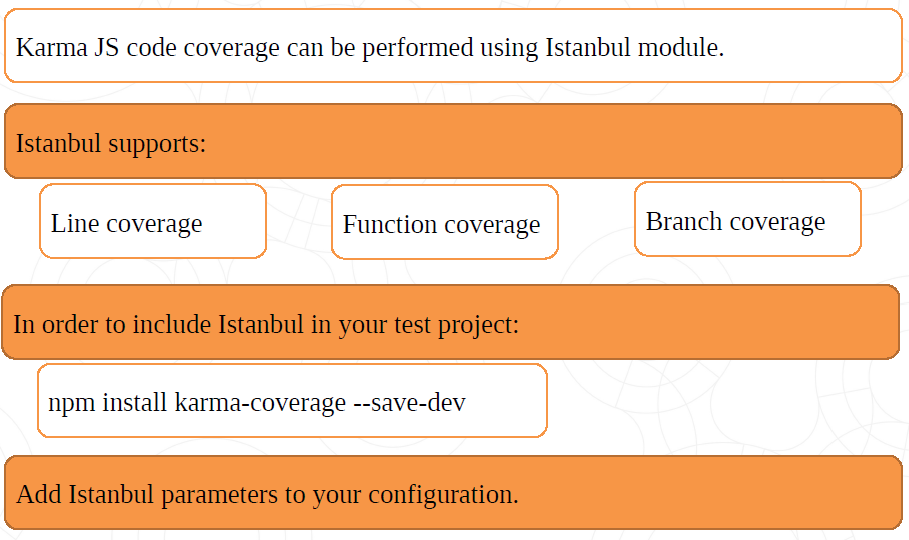 Karma JS code coverage can be performed using Istanbul module.
Istanbul supports:
Line coverage
Function coverage
Branch coverage
In order to include Istanbul in your test project:
npm install karma-coverage --save-dev
Add Istanbul parameters to your configuration.